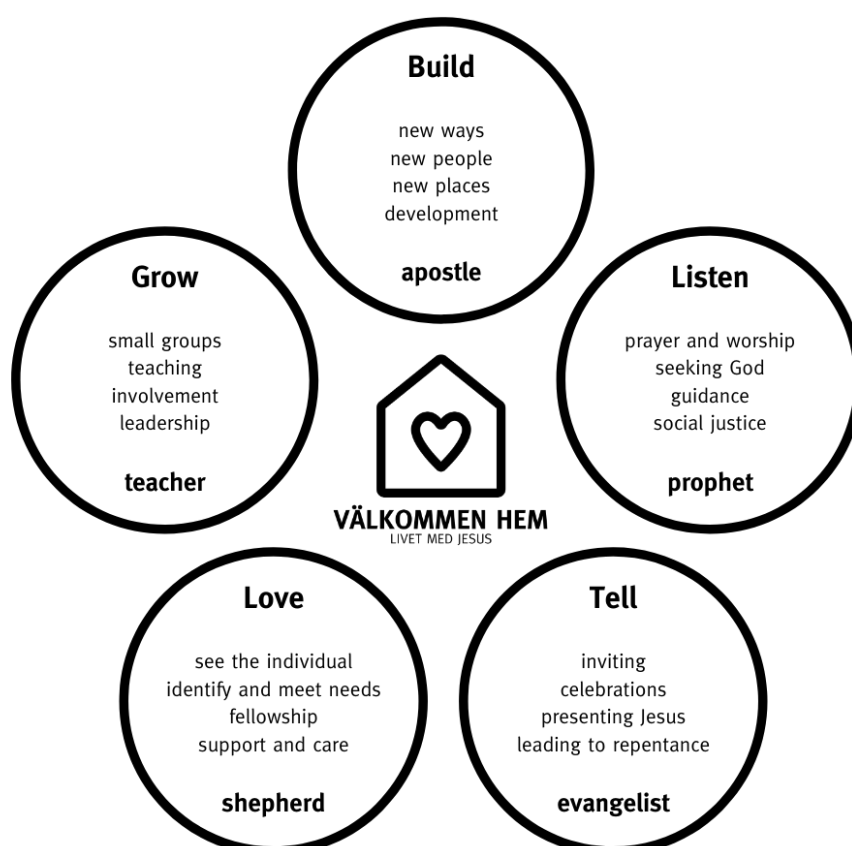 Build
new ways
new people
new places
development
apostle
Grow
small groups
teaching
involvement
leadership
teacher
Listen
prayer and worship
seeking God
guidance
social justice
prophet
VÄLKOMMEN HEM
LIVET MED JESUS
Love
see the individual
identify and meet needs
fellowship
support and care
shepherd
Tell
inviting
celebrations
presenting Jesus
leading to repentance
evangelist